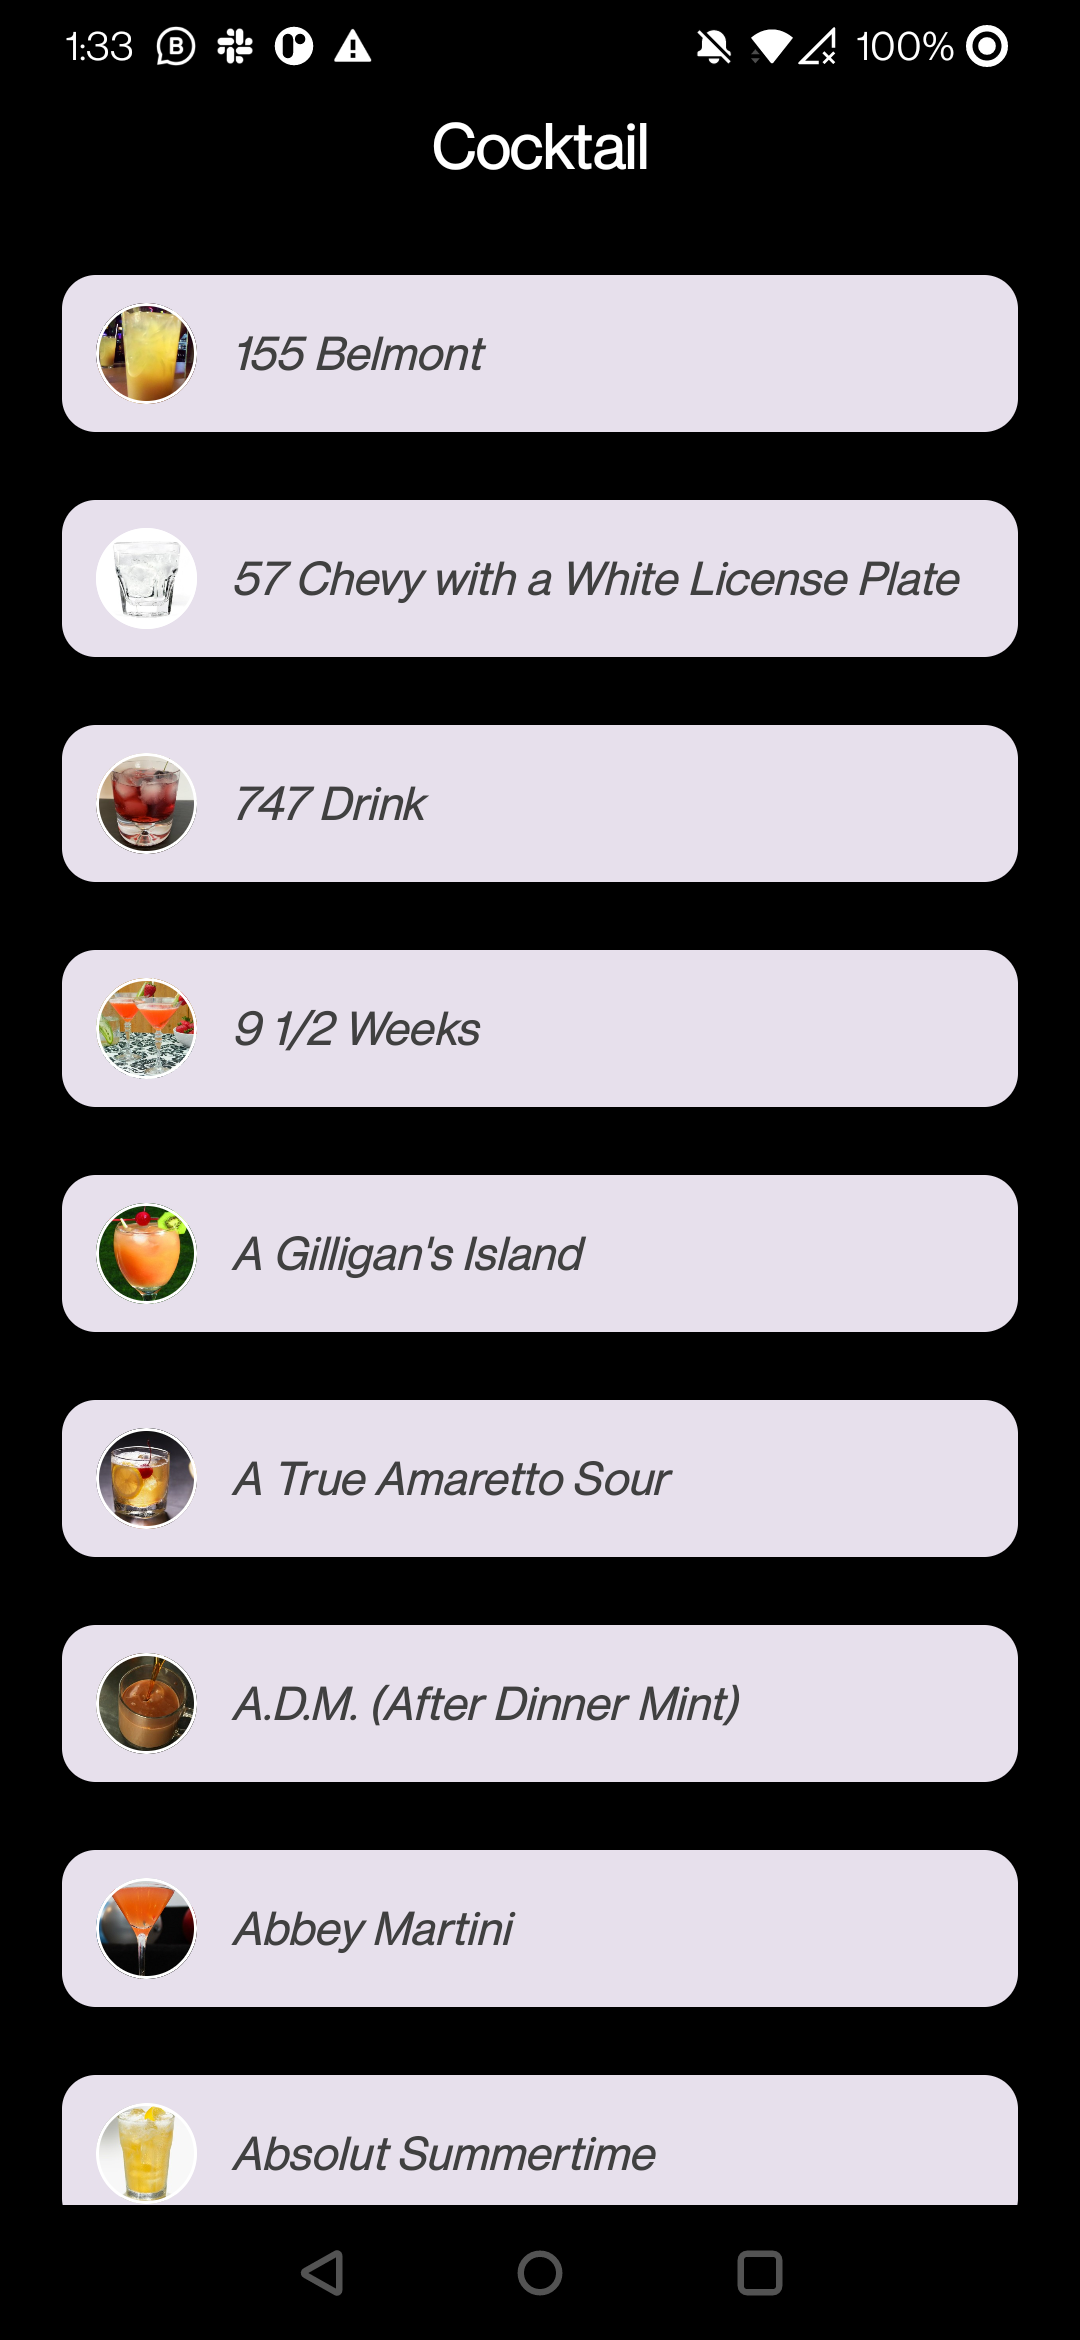 1:33
100%
Cocktail
155 Belmont
57 Chevy with a White License Plate
747 Drink
9 1/2 Weeks
A Gilligan's Island
A True Amaretto Sour
A.D.M. (After Dinner Mint)
Abbey Martini
Absolut Summertime